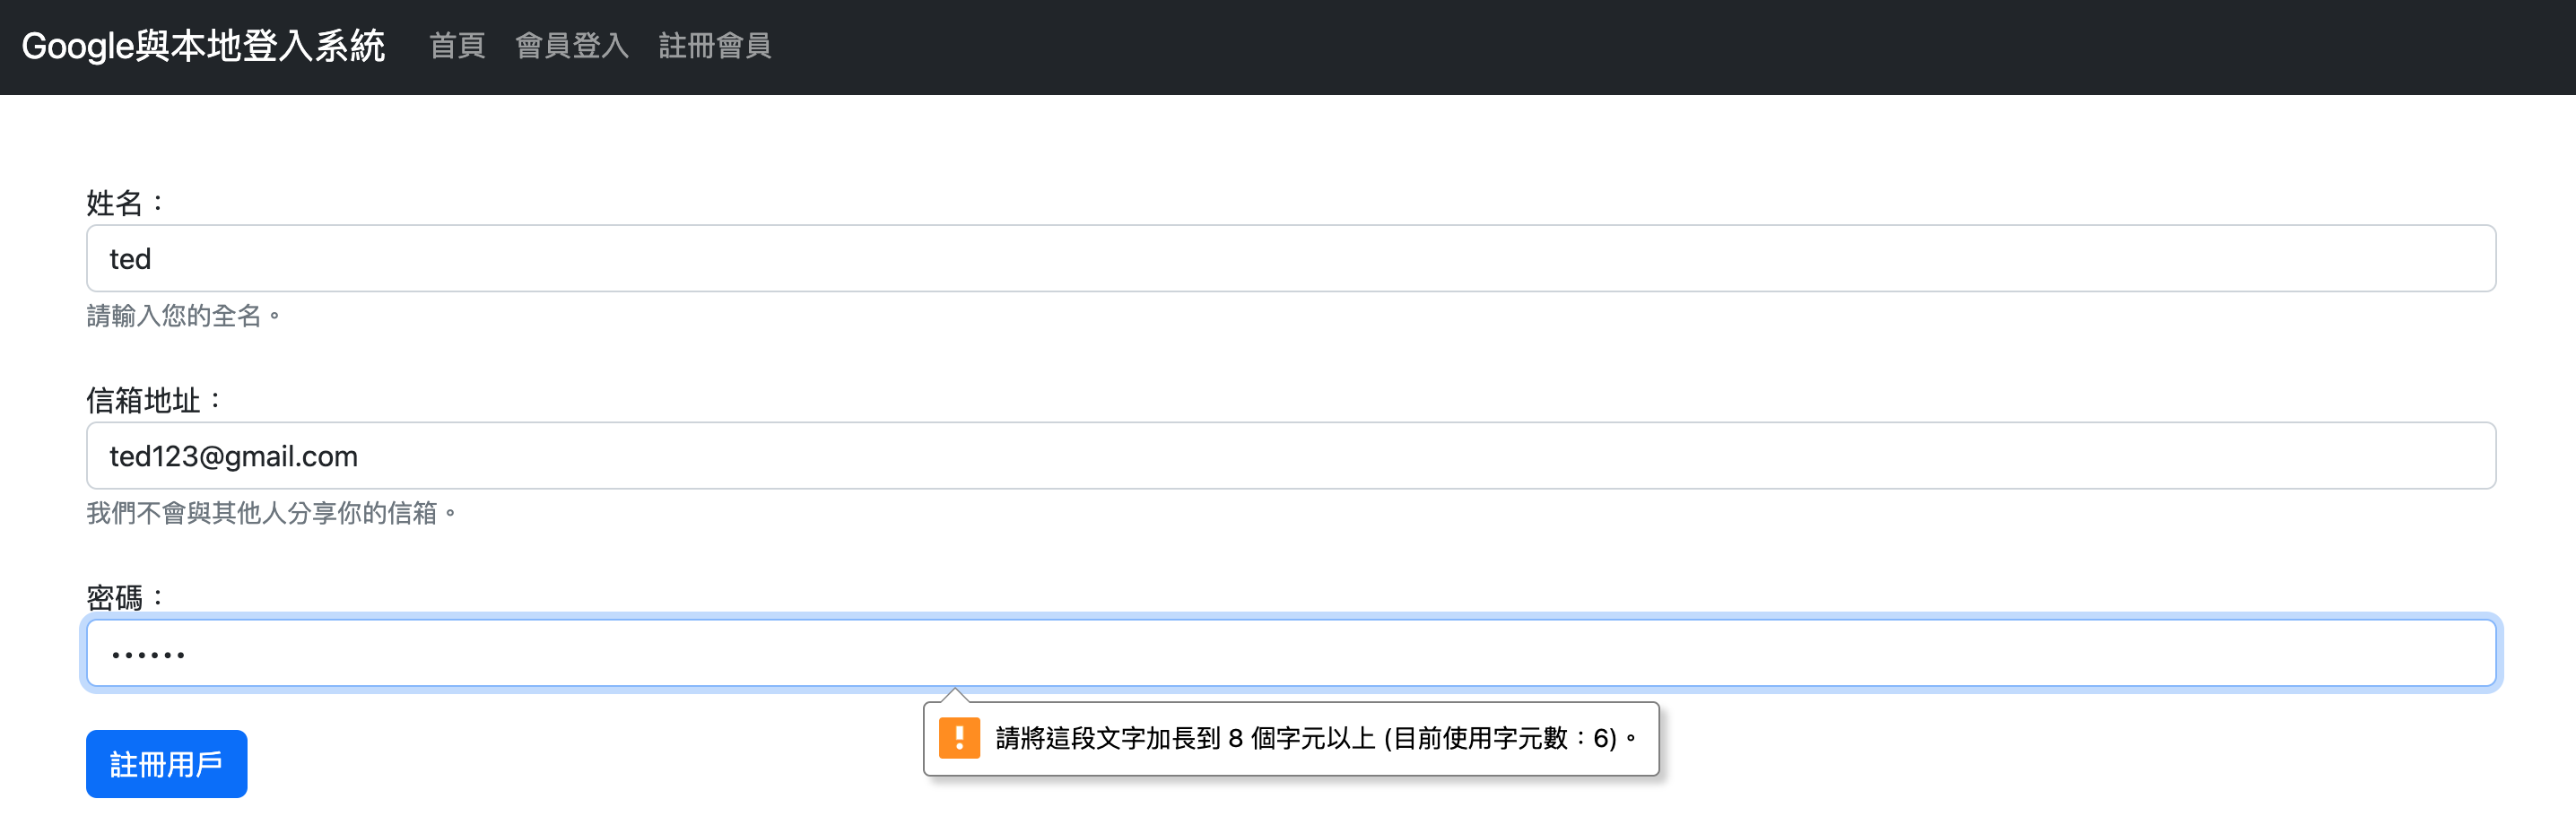 Google與本地登入系統 首頁 會員登入 註冊會員
姓名：
ted
請輸入您的全名。
信箱地址：
ted123@gmail.com
我們不會與其他人分享你的信箱。
密碼：
••••••
請將這段文字加長到 8 個字元以上 (目前使用字元數：6)。
註冊用戶